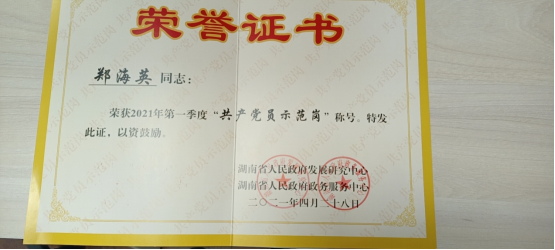 荣誉证书
郑海英同志：
荣获2021年第一季度“共产党员示范岗”称号。特发
此证，以资鼓励。
湖南省人民政府发展研究中心
湖南省人民政府政务服务中心
二〇二一年四月二十八日